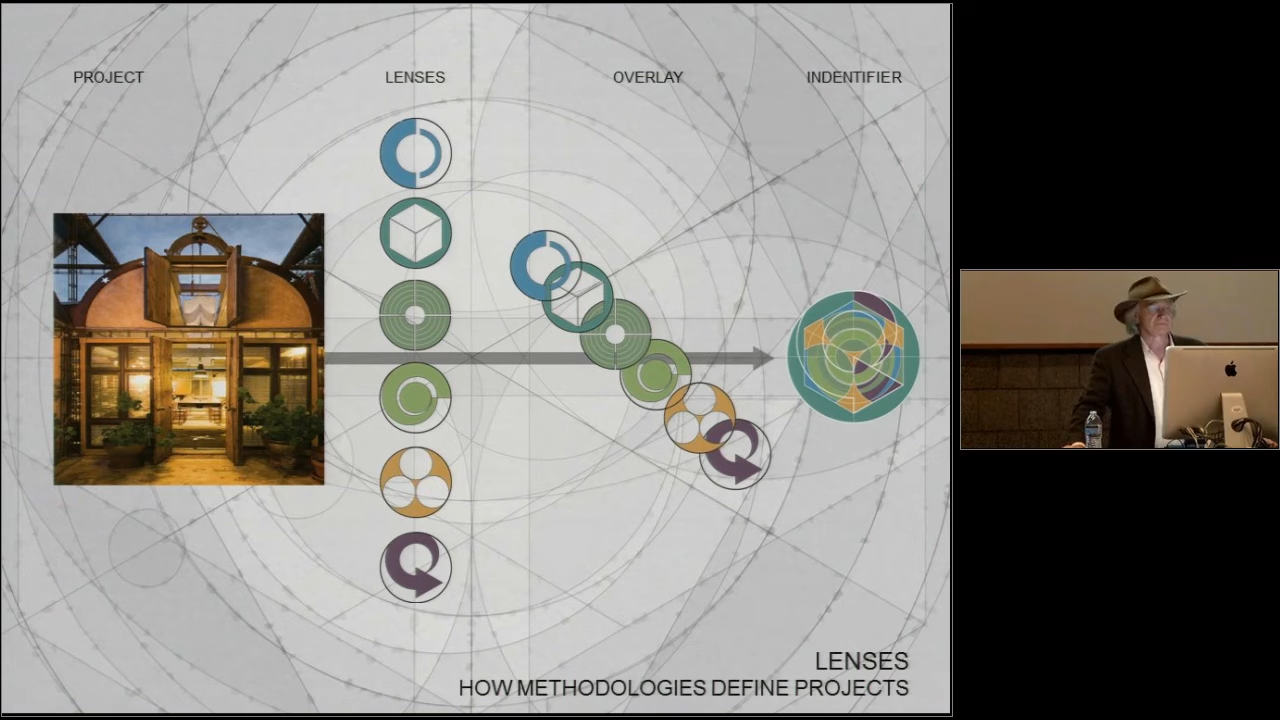 PROJECT
LENSES
OVERLAY
INDENTIFIER
LENSES
HOW METHODOLOGIES DEFINE PROJECTS